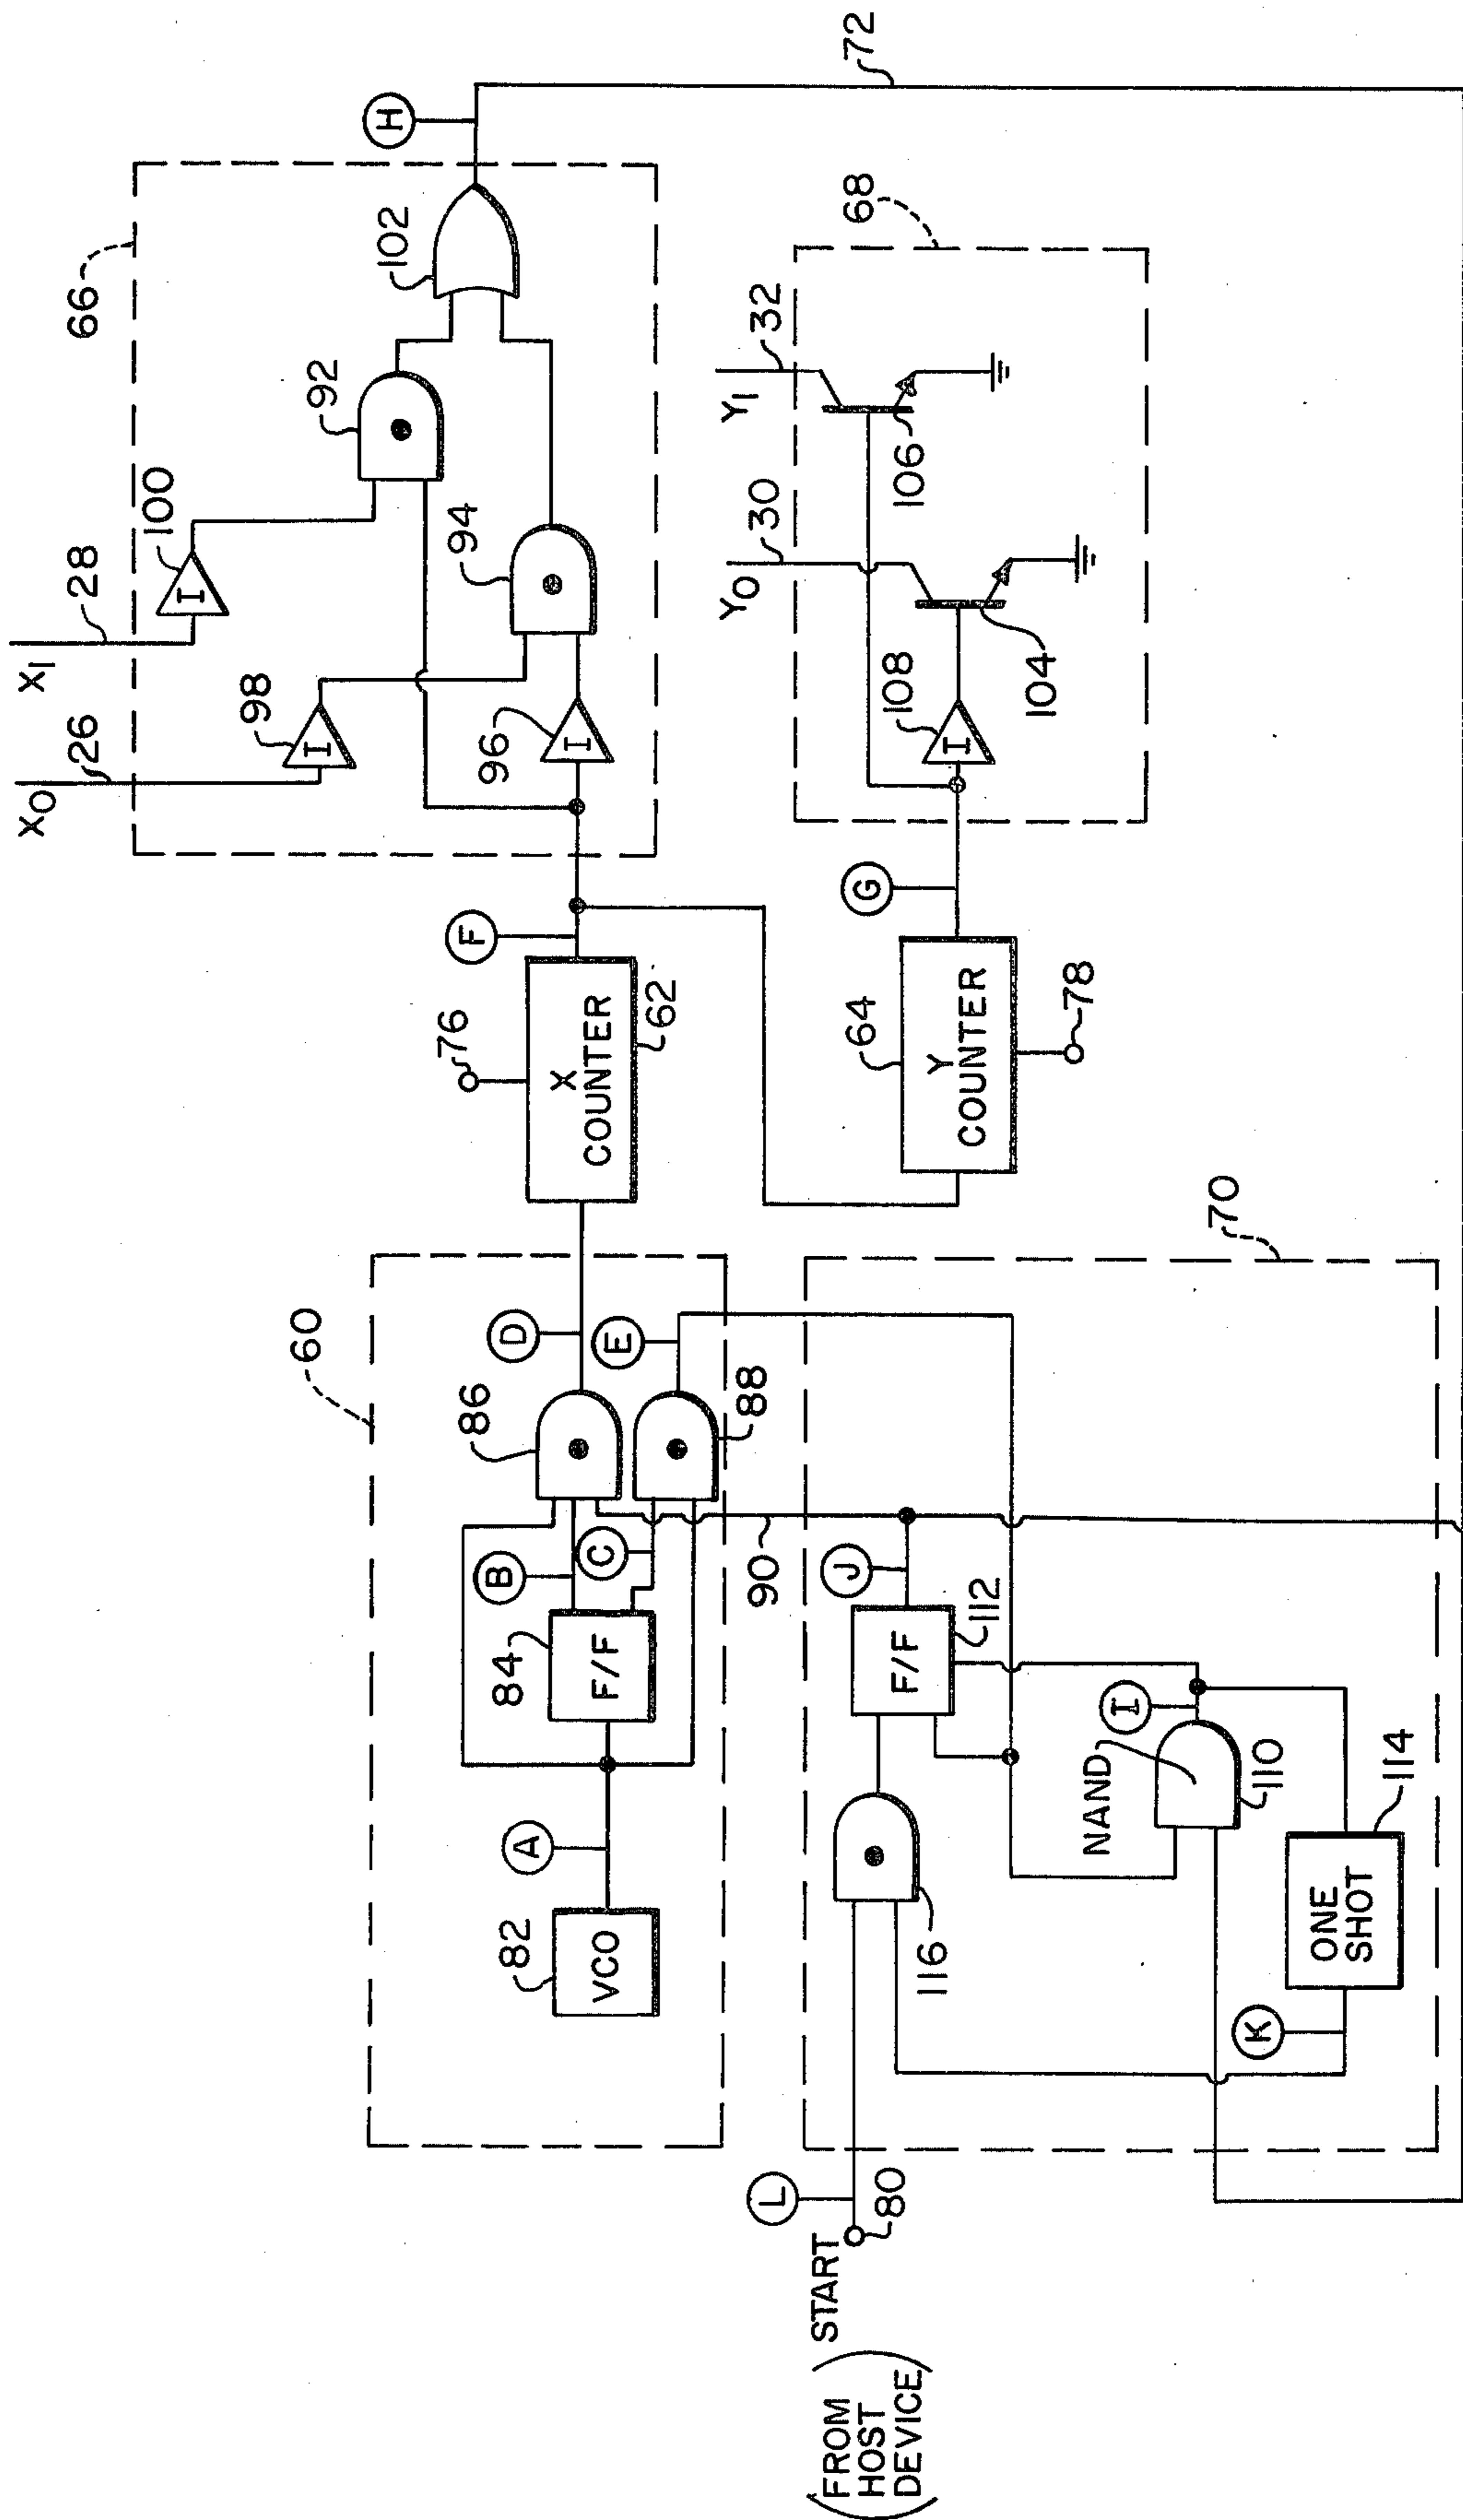 72
H
66
102
68
92
32
Y1
106
100
94
30
Y0
28
X1
I
98
26
X0
I
96
I
108
I
104
F
G
76
X
COUNTER
62
64
Y
COUNTER
78
70
60
D
E
86
88
B
C
90
J
84
F/F
F/F
112
I
NAND
110
114
A
82
VCO
116
ONE
SHOT
K
L
80
START
(FROM
HOST
DEVICE)